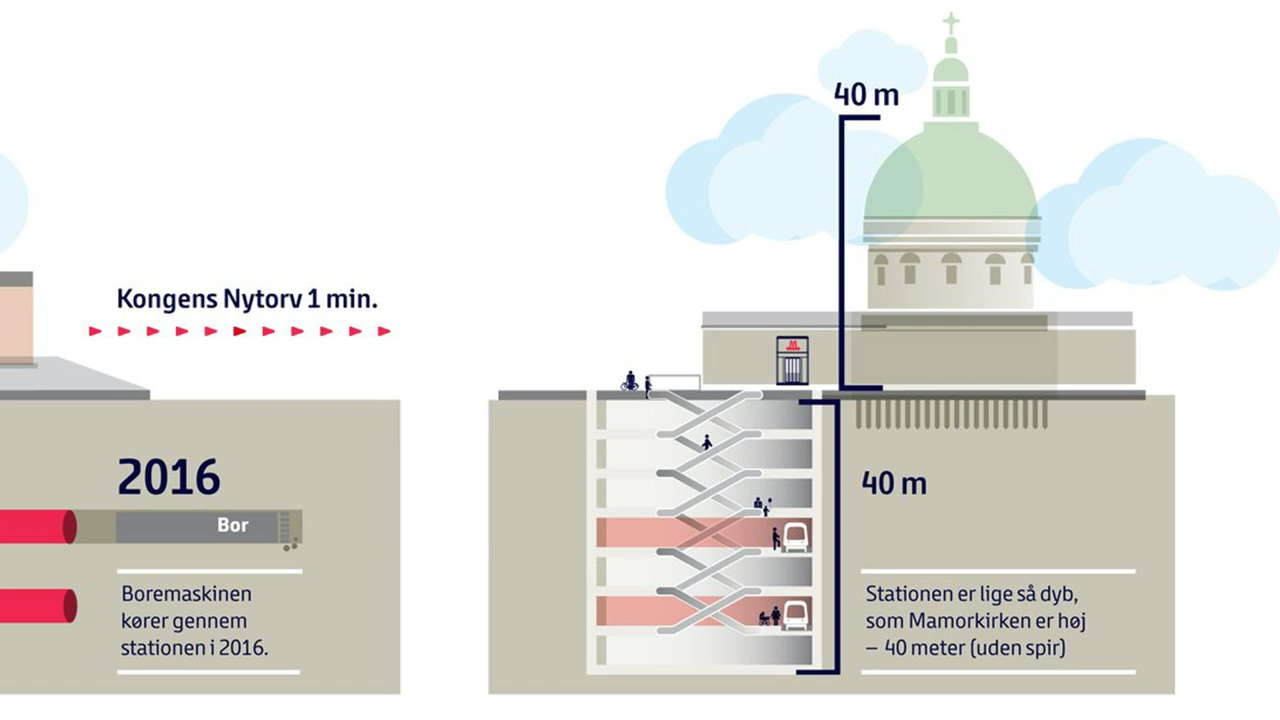 40 m
Kongens Nytorv 1 min.
M
2016
Bor
Boremaskinen
kører gennem
stationen i 2016.
40 m
Stationen er lige så dyb,
som Mamorkirken er høj
– 40 meter (uden spir)